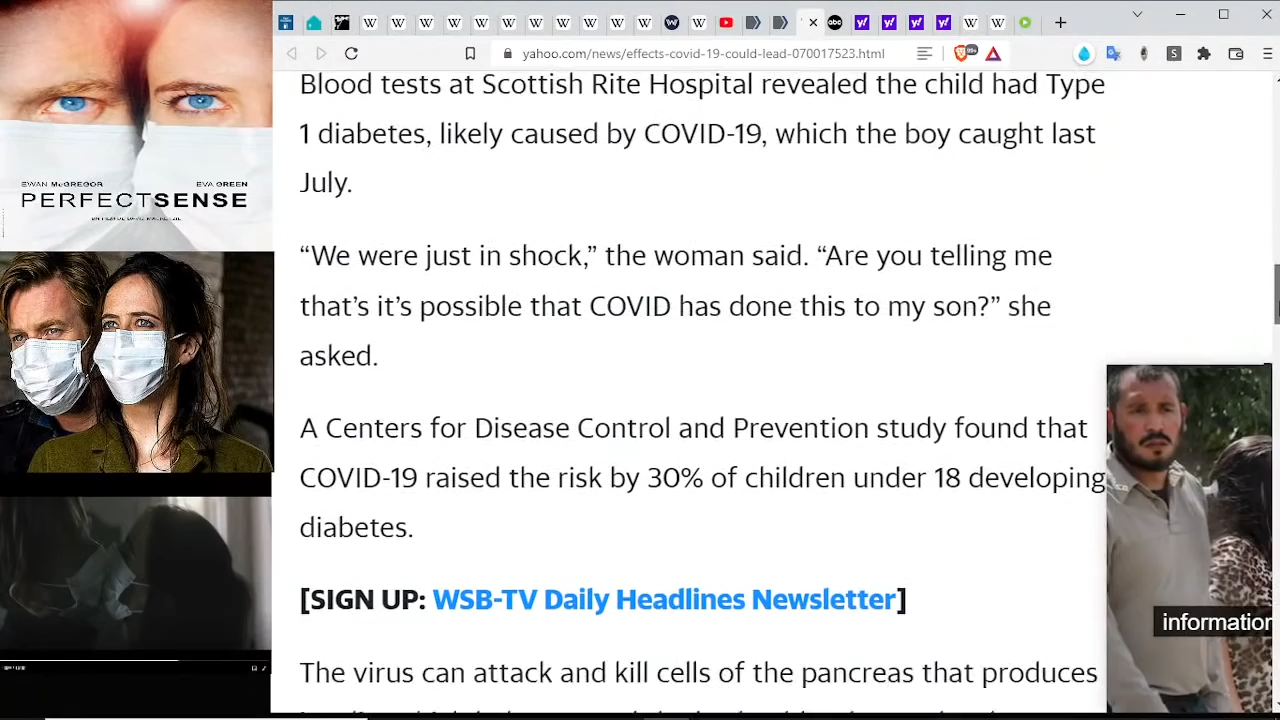 yahoo.com/news/effects-covid-19-could-lead-070017523.html
Blood tests at Scottish Rite Hospital revealed the child had Type
1 diabetes, likely caused by COVID-19, which the boy caught last
July.
“We were just in shock,” the woman said. “Are you telling me
that’s it’s possible that COVID has done this to my son?” she
asked.
A Centers for Disease Control and Prevention study found that
COVID-19 raised the risk by 30% of children under 18 developing
diabetes.
[SIGN UP: WSB-TV Daily Headlines Newsletter]
The virus can attack and kill cells of the pancreas that produces
EWAN McGREGOR EVA GREEN
PERFECTSENSE
information